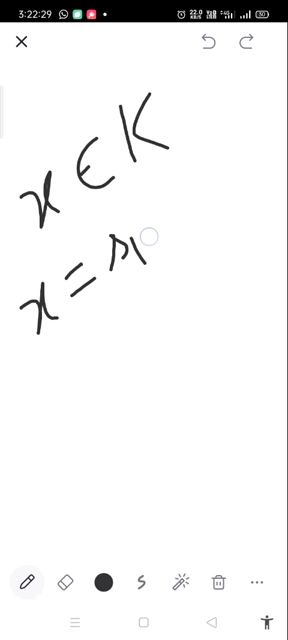 3:22:29
x ∈ K
x = r